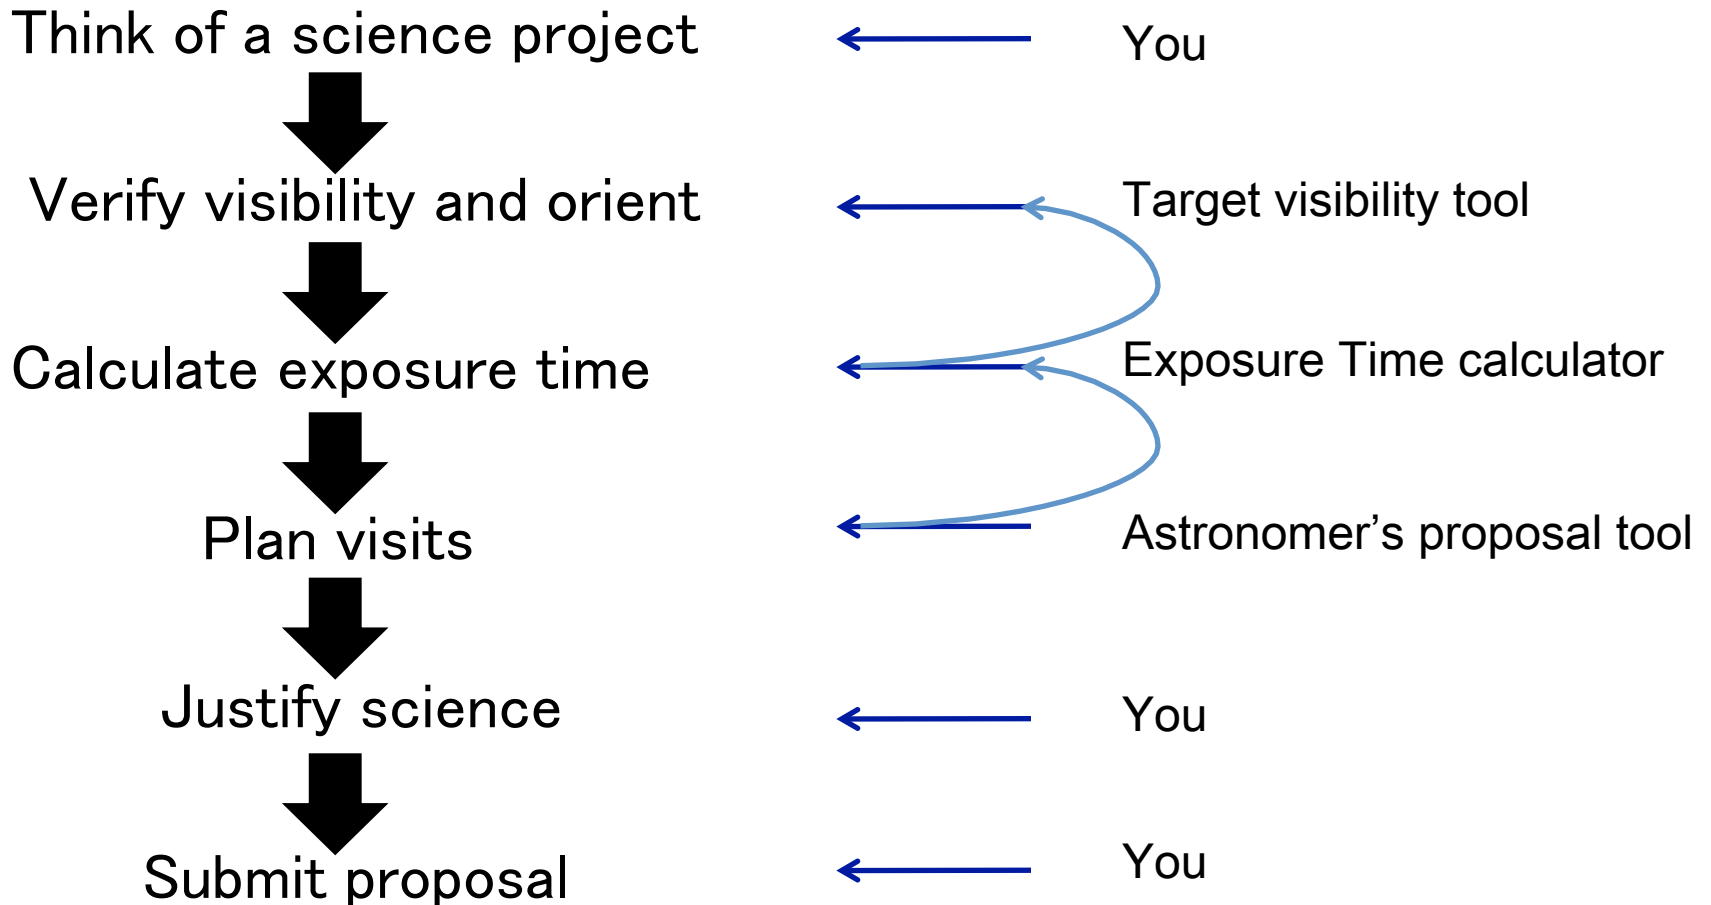 Think of a science project
You
Verify visibility and orient
Target visibility tool
Calculate exposure time
Exposure Time calculator
Plan visits
Astronomer’s proposal tool
Justify science
You
Submit proposal
You